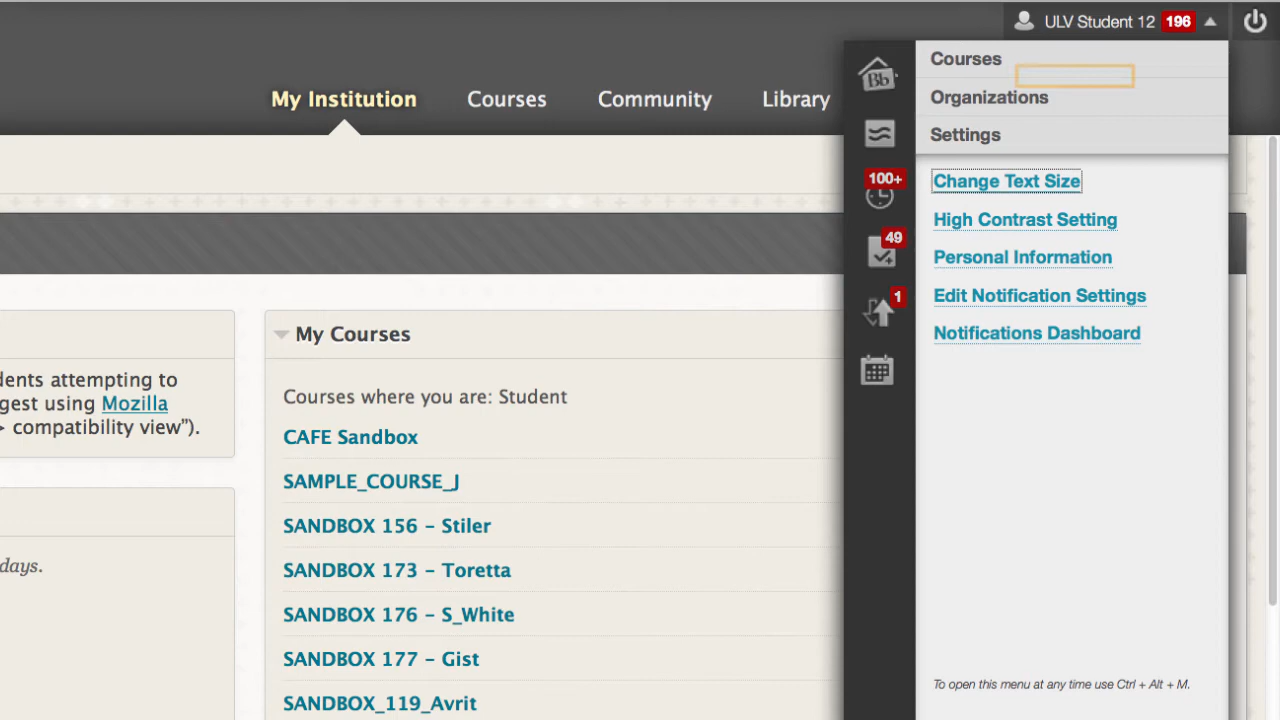 ULV Student 12 196
My Institution Courses Community Library
Bb
Courses
Organizations
Settings
100+
49
1
Change Text Size
High Contrast Setting
Personal Information
Edit Notification Settings
Notifications Dashboard
To open this menu at any time use Ctrl + Alt + M.
dents attempting to
gest using Mozilla
> compatibility view").
days.
My Courses
Courses where you are: Student
CAFE Sandbox
SAMPLE_COURSE_J
SANDBOX 156 - Stiler
SANDBOX 173 - Toretta
SANDBOX 176 - S_White
SANDBOX 177 - Gist
SANDBOX_119_Avrit